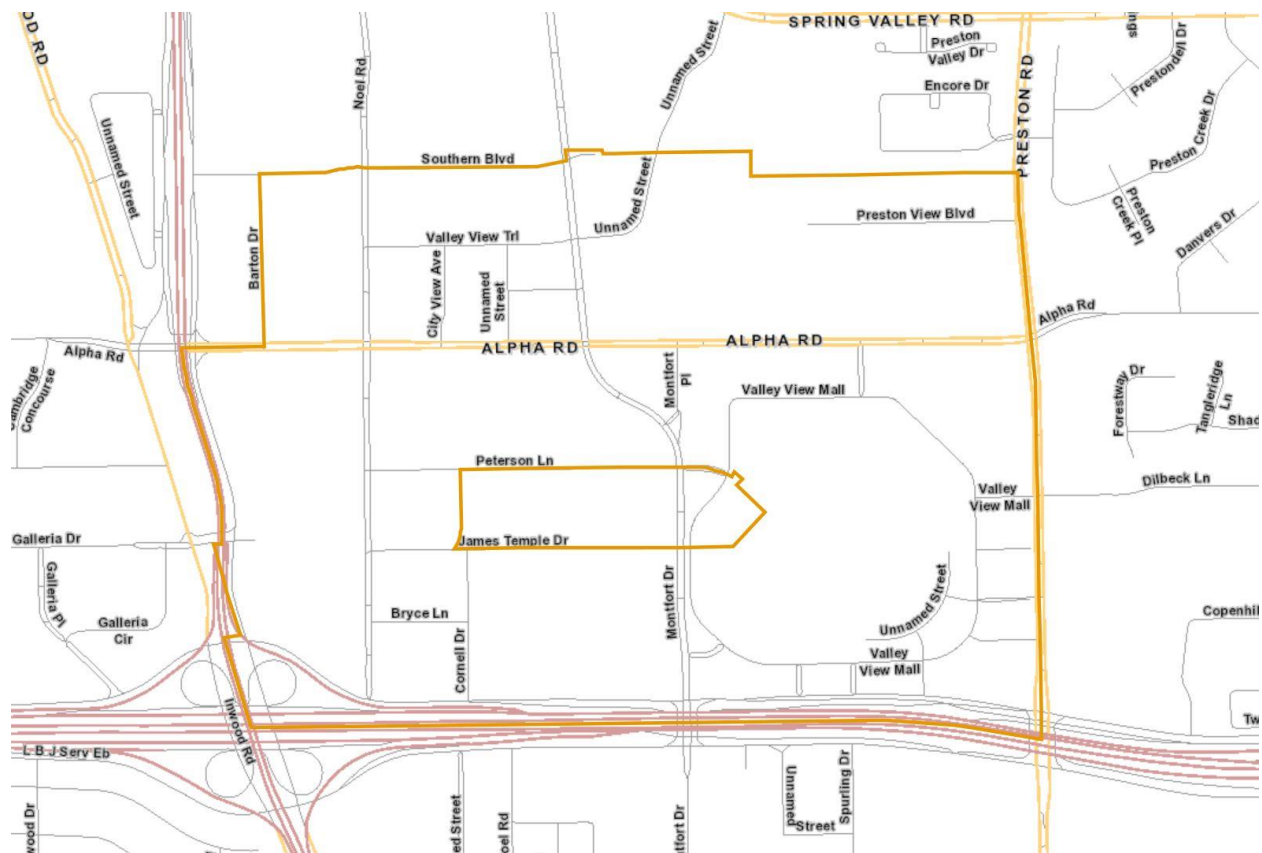 SPRING VALLEY RD
OD RD
Preston
Valley Dr
Prestondell Dr
Unnamed Street
Noel Rd
PRESTON RD
Encore Dr
Preston Creek Dr
Unnamed Street
Southern Blvd
Unnamed Street
Preston
Creek Pl
Preston View Blvd
Danvers Dr
Barton Dr
Valley View Trl
City View Ave
Unnamed
Street
Alpha Rd
ALPHA RD
ALPHA RD
Alpha Rd
Montfort
Pl
Valley View Mall
Forestway Dr
Tangleridge
Ln
Shad
Concourse
Peterson Ln
Dilbeck Ln
Valley
View Mall
Galleria Dr
James Temple Dr
Galleria Pl
Montfort Dr
Unnamed Street
Bryce Ln
Galleria
Cir
Copenhil
Cornell Dr
Valley
View Mall
Inwood Rd
Tw
L B J Serv Eb
Unnamed
Street
Spurling Dr
wood Dr
ed Street
oel Rd
tfort Dr